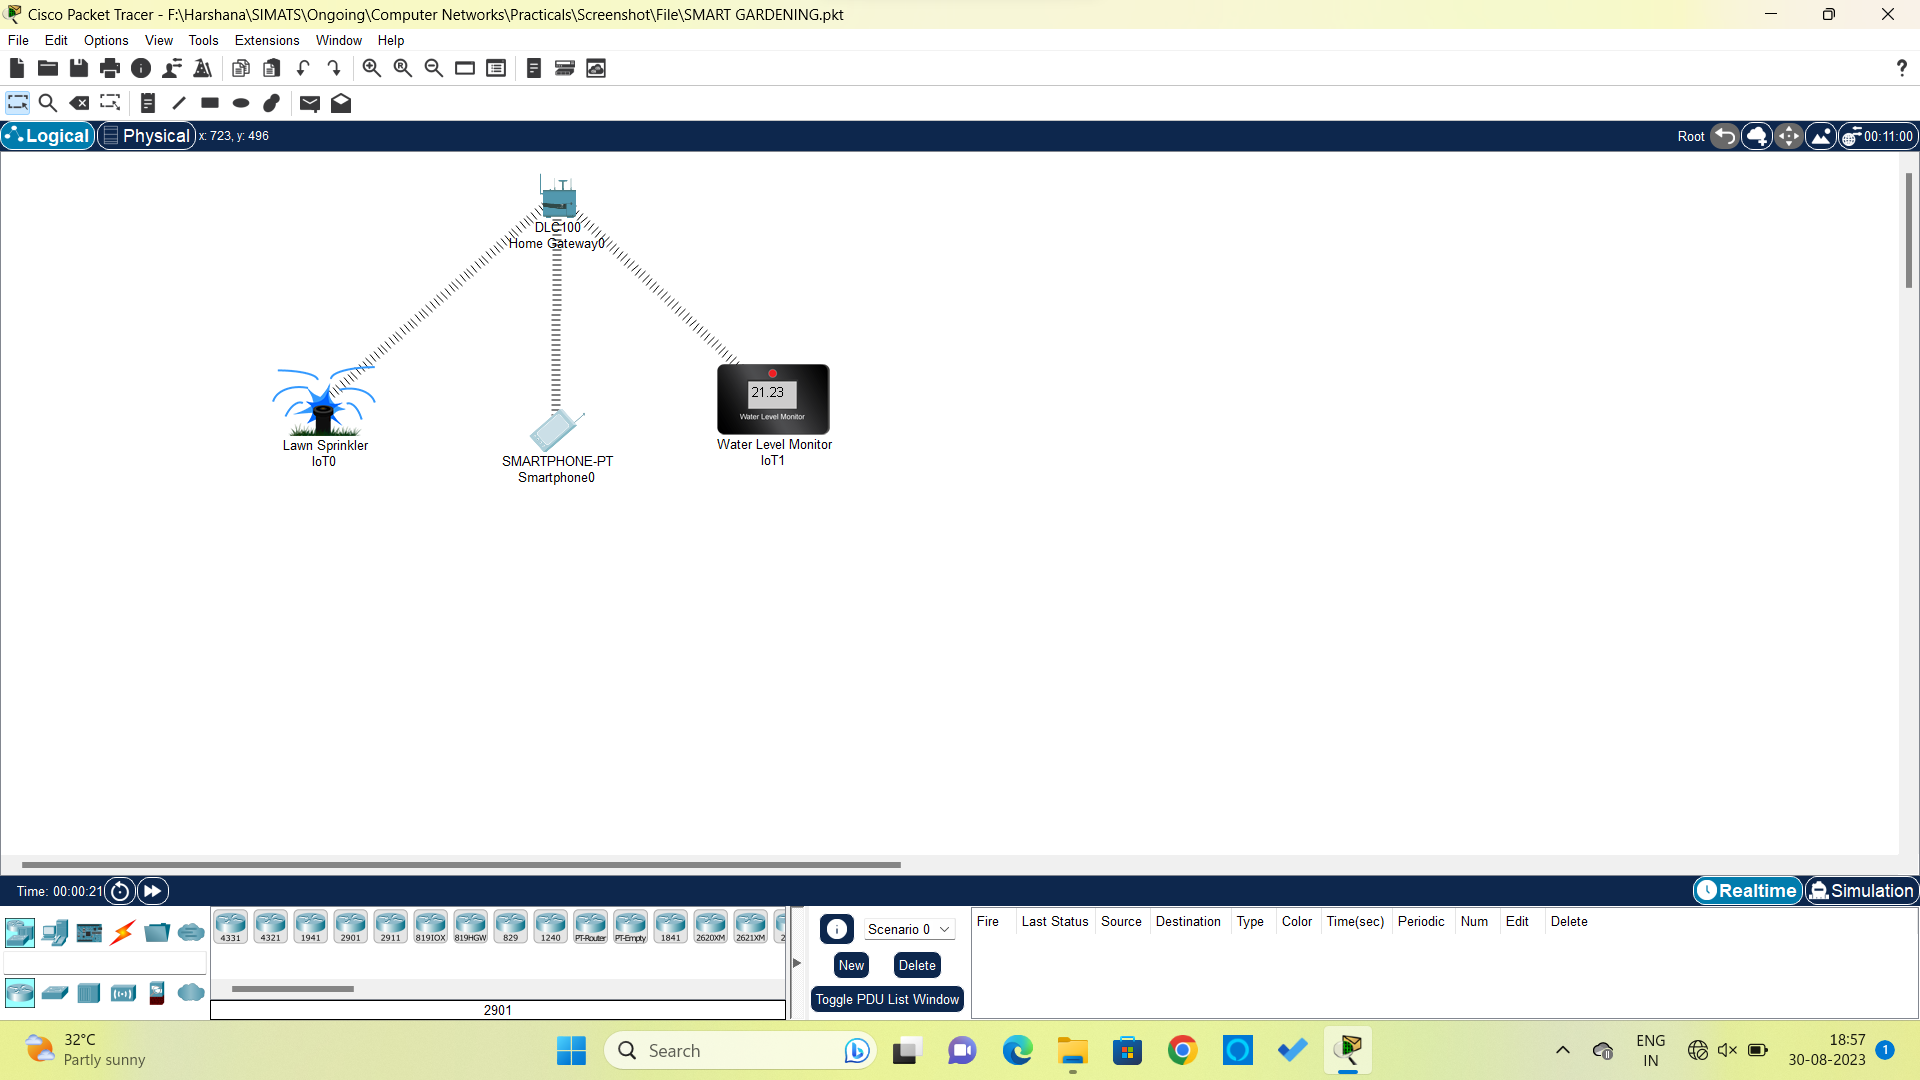 Cisco Packet Tracer - F:\Harshana\SIMATS\Ongoing\Computer Networks\Practicals\Screenshot\File\SMART GARDENING.pkt
File Edit Options View Tools Extensions Window Help
?
Logical Physical x: 723, y: 496 Root 00:11:00
DLC100
Home Gateway0
21.23
Water Level Monitor
Lawn Sprinkler
IoT0
SMARTPHONE-PT
Smartphone0
Water Level Monitor
IoT1
Time: 00:00:21 Realtime Simulation
4331 4321 1941 2901 2911 819IOX 819HGW 829 1240 PT-Router PT-Empty 1841 2620XM 2621XM 2
2901
Scenario 0
New Delete
Toggle PDU List Window
Fire Last Status Source Destination Type Color Time(sec) Periodic Num Edit Delete
32°C
Partly sunny
Search
ENG
IN
18:57
30-08-2023
1